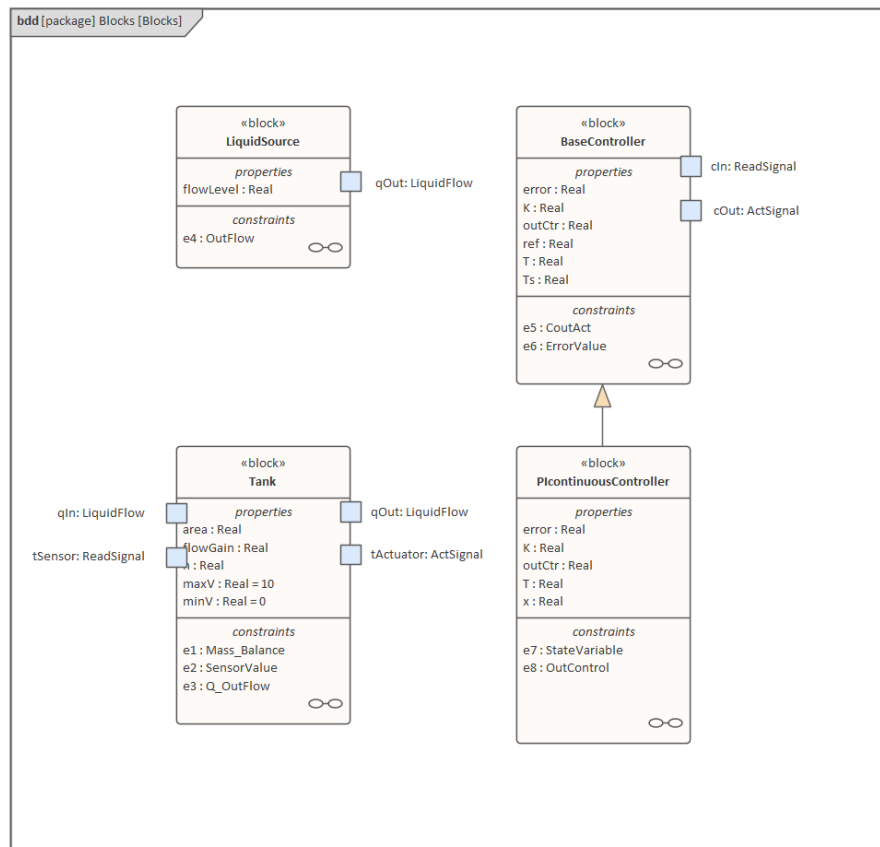 bdd [package] Blocks [Blocks]
«block»
LiquidSource
properties
flowLevel : Real
constraints
e4 : OutFlow
qOut: LiquidFlow
«block»
BaseController
properties
error : Real
K : Real
outCtr : Real
ref : Real
T : Real
Ts : Real
constraints
e5 : CoutAct
e6 : ErrorValue
cIn: ReadSignal
cOut: ActSignal
«block»
Tank
properties
area : Real
flowGain : Real
: Real
maxV : Real = 10
minV : Real = 0
constraints
e1 : Mass_Balance
e2 : SensorValue
e3 : Q_OutFlow
qIn: LiquidFlow
tSensor: ReadSignal
qOut: LiquidFlow
tActuator: ActSignal
«block»
PIcontinuousController
properties
error : Real
K : Real
outCtr : Real
T : Real
x : Real
constraints
e7 : StateVariable
e8 : OutControl